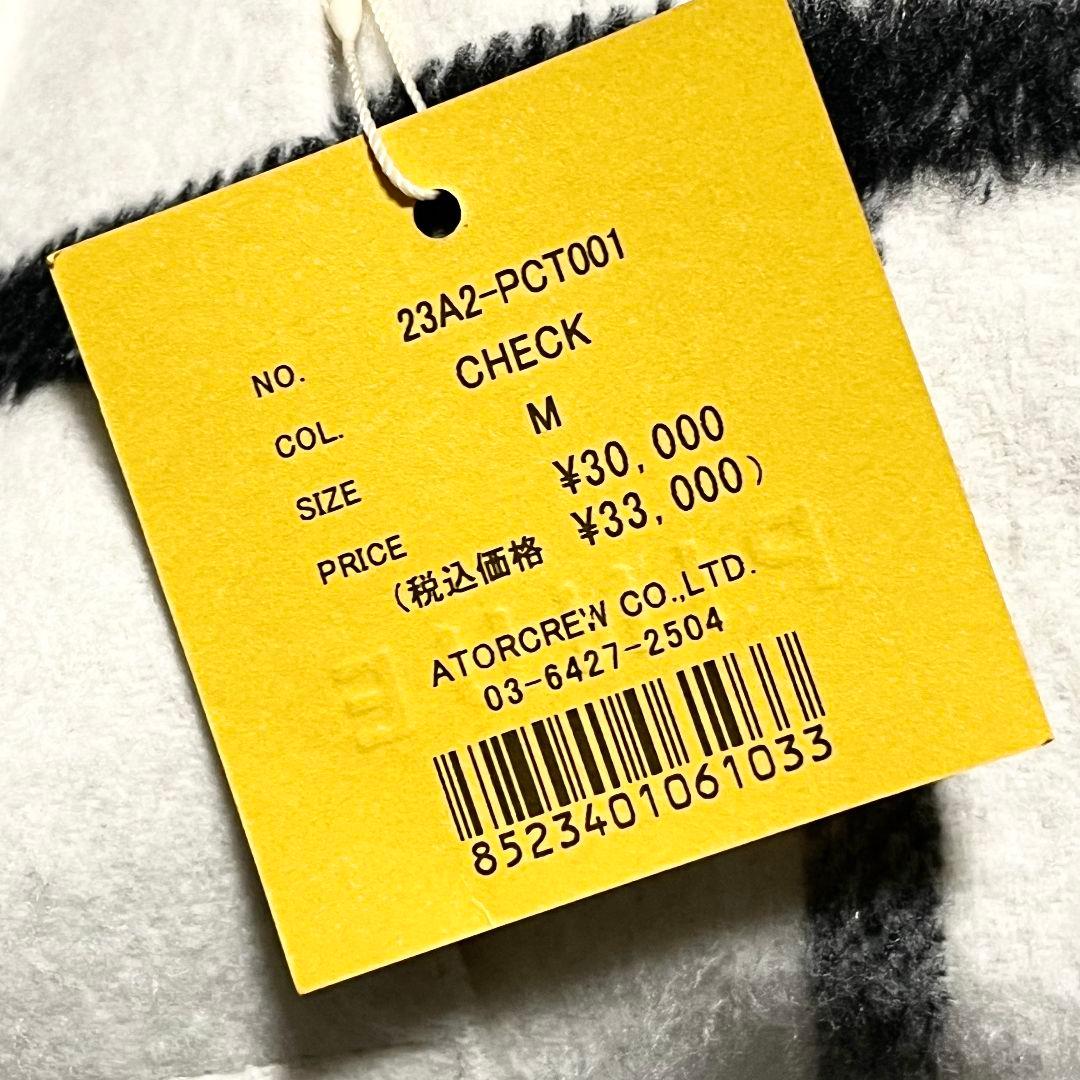 NO. 23A2-PCT001
COL. CHECK
SIZE M
PRICE ¥30,000
(税込価格 ¥33,000)
ATORCREW CO.,LTD.
03-6427-2504
8523401061033